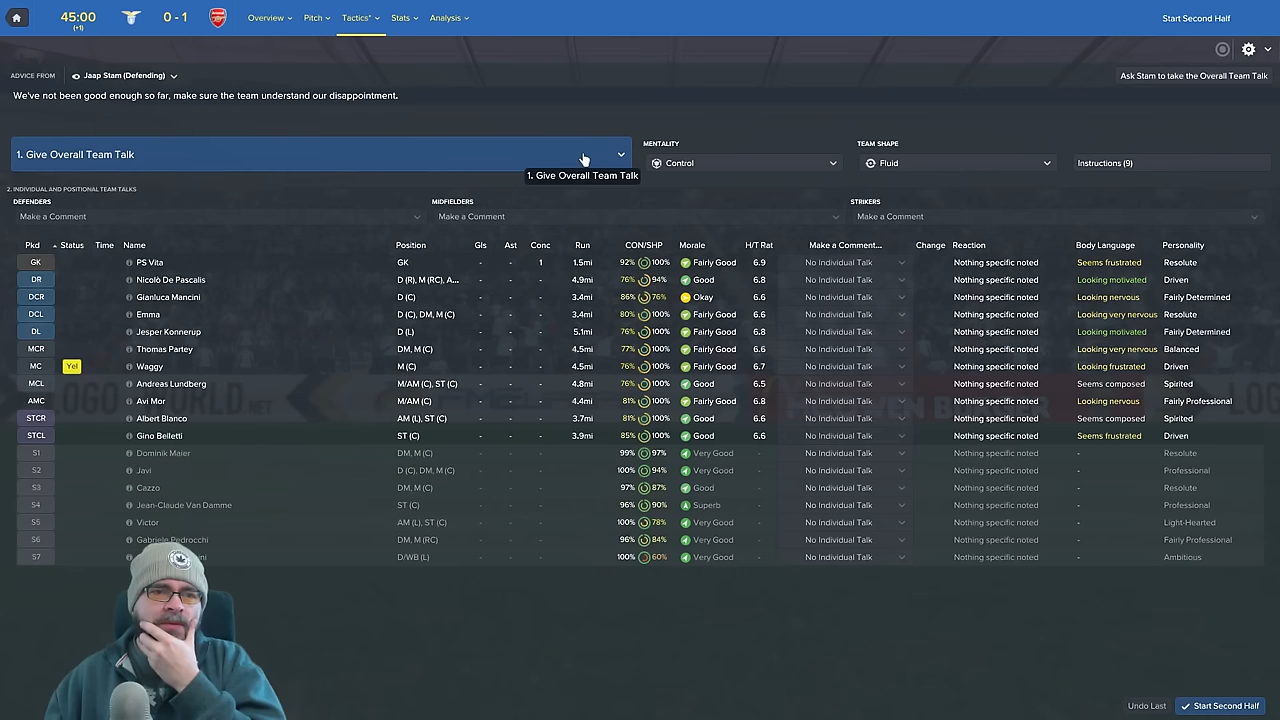 45:00
(+1)
0 - 1
Overview
Pitch
Tactics*
Stats
Analysis
Start Second Half
ADVICE FROM
Jaap Stam (Defending)
Ask Stam to take the Overall Team Talk
We've not been good enough so far, make sure the team understand our disappointment.
1. Give Overall Team Talk
1. Give Overall Team Talk
MENTALITY
Control
TEAM SHAPE
Fluid
Instructions (9)
2. INDIVIDUAL AND POSITIONAL TEAM TALKS
DEFENDERS
Make a Comment
MIDFIELDERS
Make a Comment
STRIKERS
Make a Comment
Pkd Status Time Name Position Gls Ast Conc Run CON/SHP Morale H/T Rat Make a Comment... Change Reaction Body Language Personality
GK PS Vita GK - - 1 1.5mi 92% 100% Fairly Good 6.9 No Individual Talk Nothing specific noted Seems frustrated Resolute
DR Nicolò De Pascalis D (R), M (RC), A... - - - 4.9mi 76% 94% Good 6.8 No Individual Talk Nothing specific noted Looking motivated Driven
DCR Gianluca Mancini D (C) - - - 3.4mi 86% 76% Okay 6.6 No Individual Talk Nothing specific noted Looking nervous Fairly Determined
DCL Emma D (C), DM, M (C) - - - 3.4mi 80% 100% Fairly Good 6.6 No Individual Talk Nothing specific noted Looking very nervous Resolute
DL Jesper Konnerup D (L) - - - 5.1mi 76% 100% Fairly Good 6.8 No Individual Talk Nothing specific noted Looking motivated Fairly Determined
MCR Thomas Partey DM, M (C) - - - 4.5mi 77% 100% Fairly Good 6.6 No Individual Talk Nothing specific noted Looking very nervous Balanced
MC Yel Waggy M (C) - - - 4.5mi 76% 100% Fairly Good 6.7 No Individual Talk Nothing specific noted Looking frustrated Driven
MCL Andreas Lundberg M/AM (C), ST (C) - - - 4.8mi 76% 100% Good 6.5 No Individual Talk Nothing specific noted Seems composed Spirited
AMC Avi Mor M/AM (C) - - - 4.4mi 81% 100% Fairly Good 6.8 No Individual Talk Nothing specific noted Looking nervous Fairly Professional
STCR Albert Blanco AM (L), ST (C) - - - 3.7mi 81% 100% Good 6.6 No Individual Talk Nothing specific noted Seems composed Spirited
STCL Gino Belletti ST (C) - - - 3.9mi 85% 100% Good 6.6 No Individual Talk Nothing specific noted Seems frustrated Driven
S1 Dominik Maier DM, M (C) - - - 99% 97% Very Good - No Individual Talk Nothing specific noted - Resolute
S2 Javi D (C), DM, M (C) - - - 100% 94% Very Good - No Individual Talk Nothing specific noted - Professional
S3 Cazzo DM, M (C) - - - 97% 87% Good - No Individual Talk Nothing specific noted - Resolute
S4 Jean-Claude Van Damme ST (C) - - - 96% 90% Superb - No Individual Talk Nothing specific noted - Professional
S5 Victor AM (L), ST (C) - - - 100% 78% Very Good - No Individual Talk Nothing specific noted - Light-Hearted
S6 Gabriele Pedrocchi DM, M (RC) - - - 96% 84% Very Good - No Individual Talk Nothing specific noted - Fairly Professional
S7 D/WB (L) - - - 100% 60% Very Good - No Individual Talk Nothing specific noted - Ambitious
Undo Last
Start Second Half